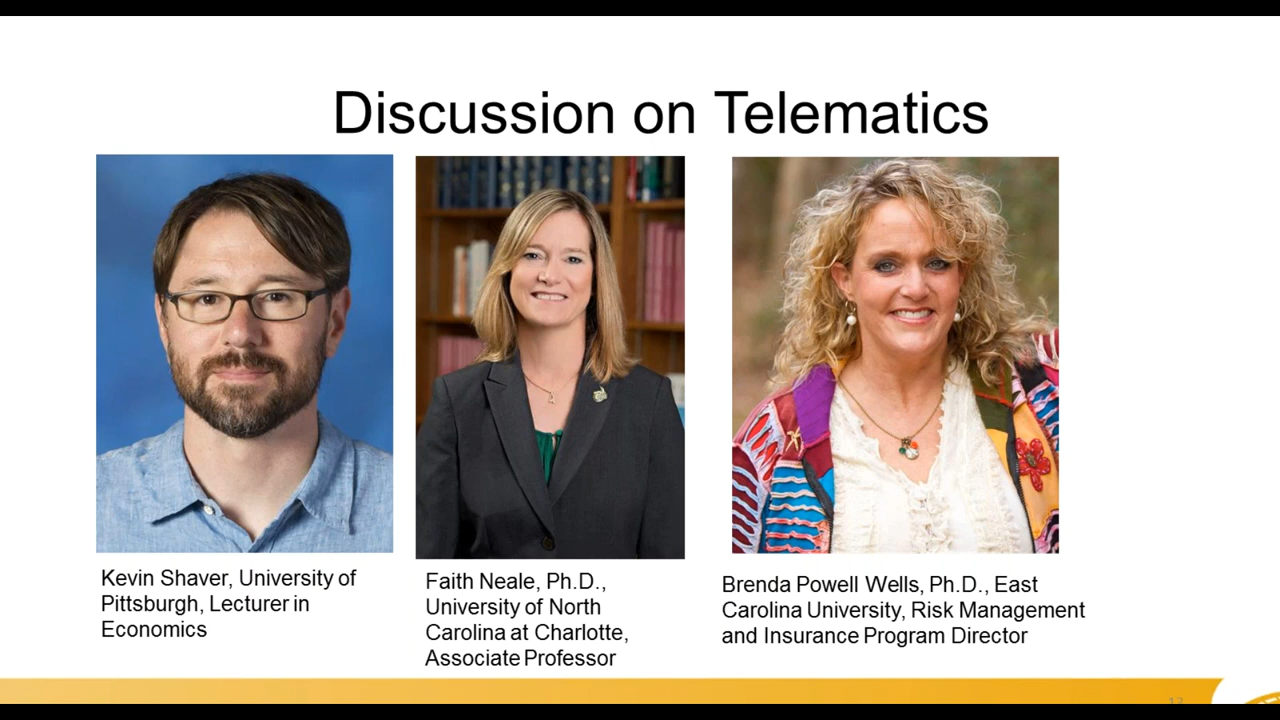 Discussion on Telematics
Kevin Shaver, University of
Pittsburgh, Lecturer in
Economics
Faith Neale, Ph.D.,
University of North
Carolina at Charlotte,
Associate Professor
Brenda Powell Wells, Ph.D., East
Carolina University, Risk Management
and Insurance Program Director